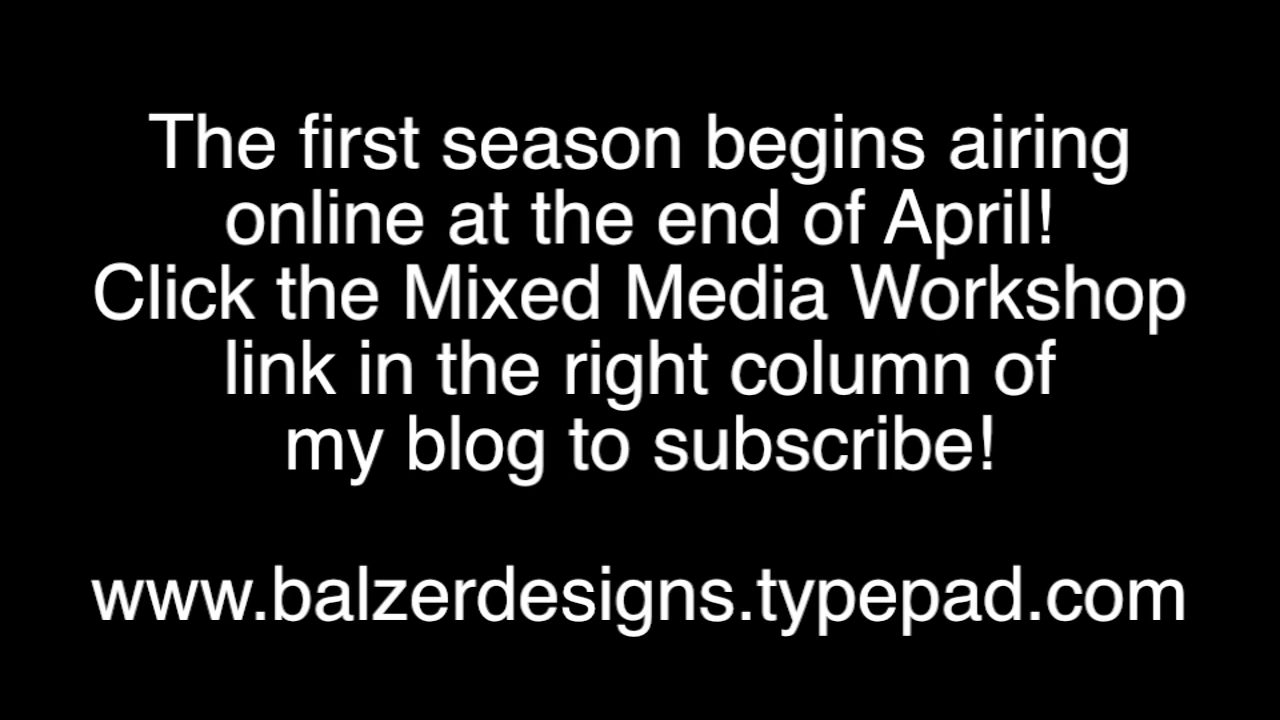 The first season begins airing
online at the end of April!
Click the Mixed Media Workshop
link in the right column of
my blog to subscribe!
www.balzerdesigns.typepad.com